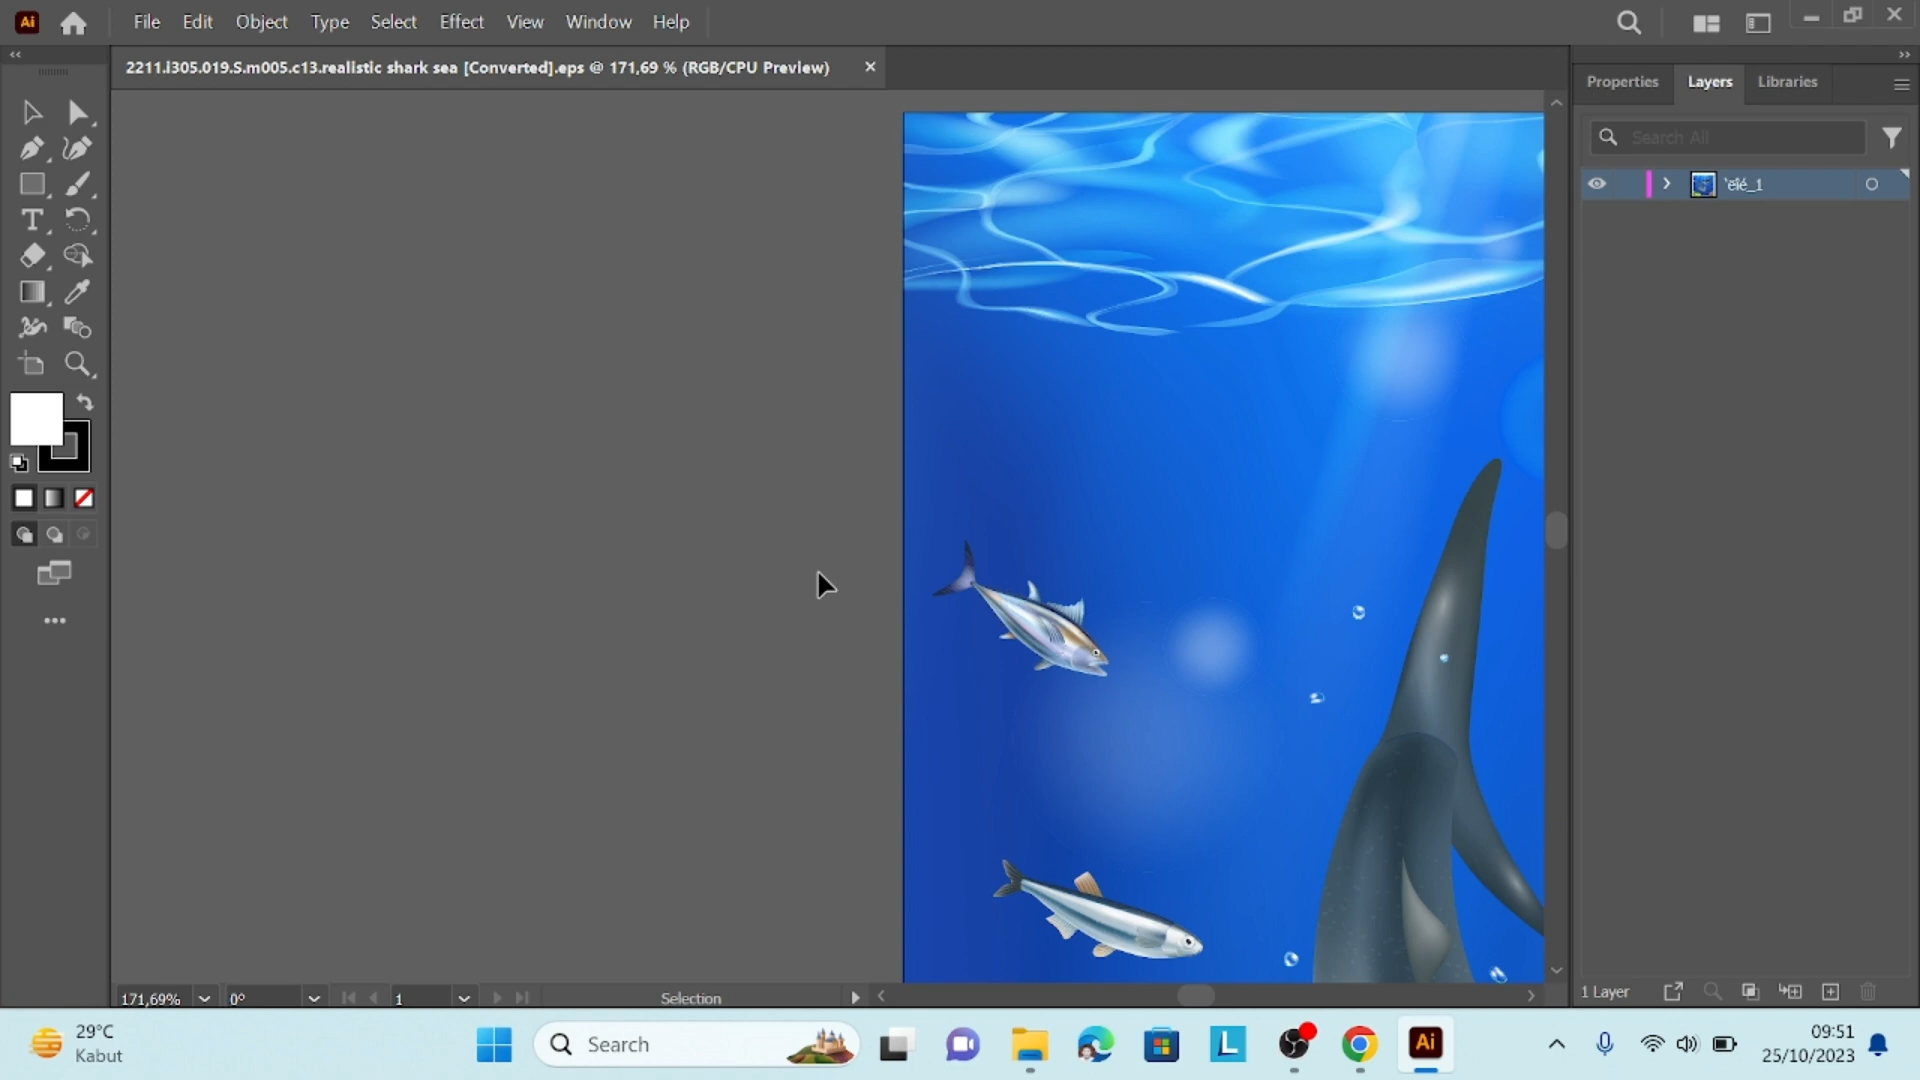 Ai File Edit Object Type Select Effect View Window Help
2211.i305.019.S.m005.c13.realistic shark sea [Converted].eps @ 171,69 % (RGB/CPU Preview)
Properties Layers Libraries
Search All
1 Layer
171,69% 0° 1 Selection
29°C
Kabut
Search
Ai
09:51
25/10/2023